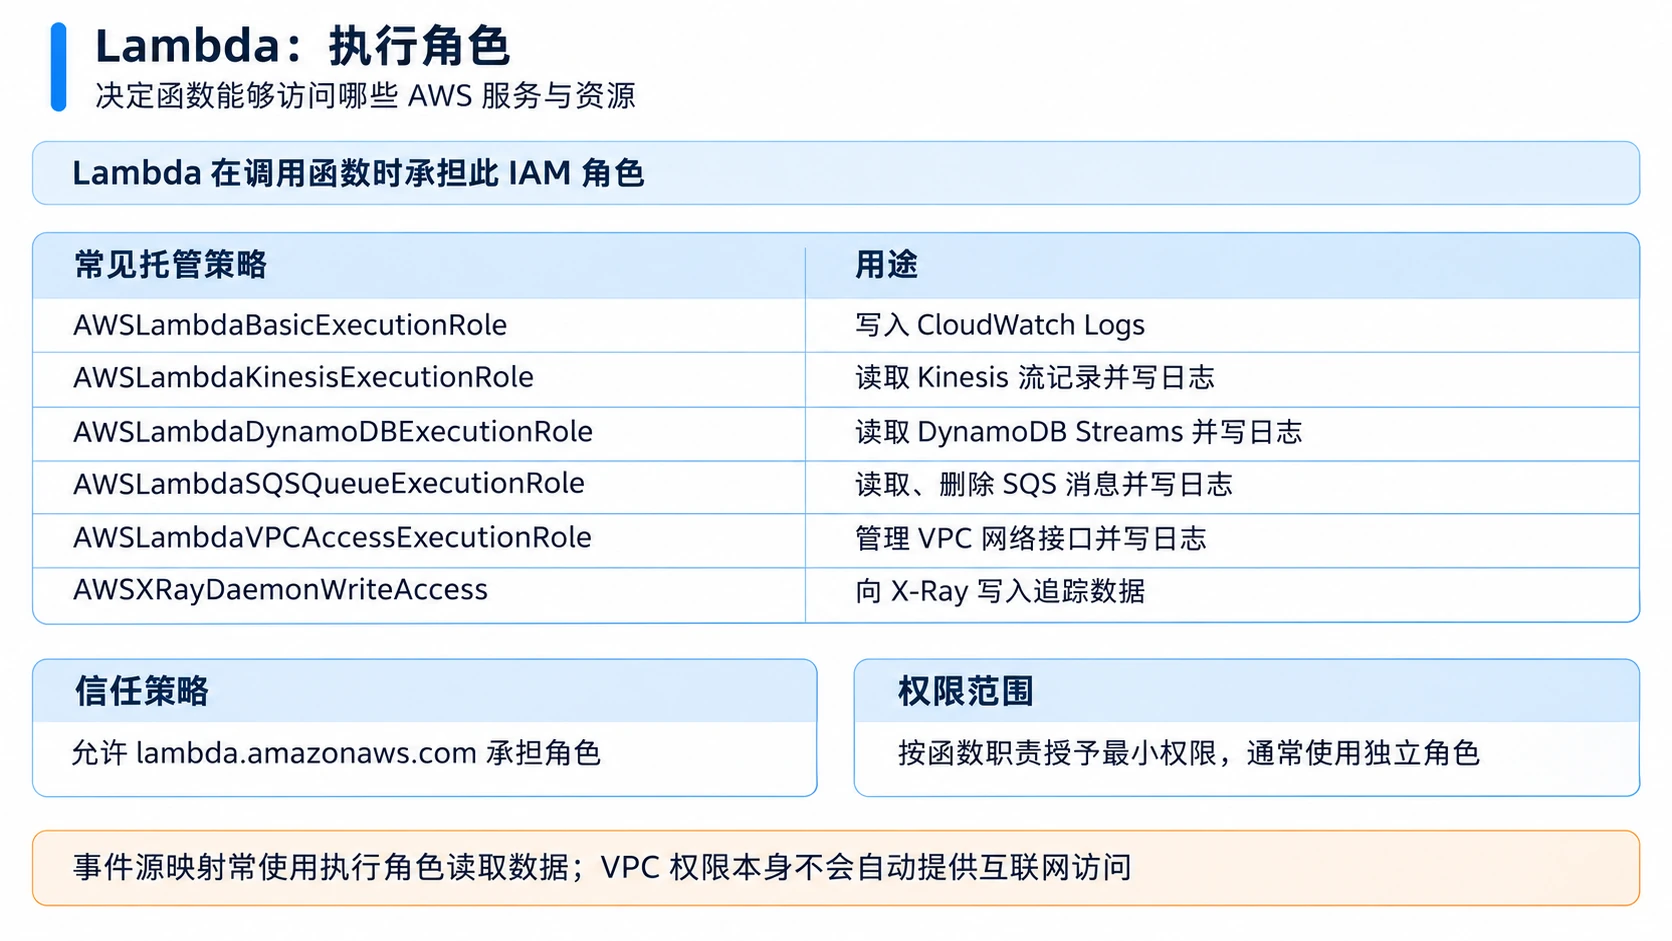 Lambda：执行角色
决定函数能够访问哪些 AWS 服务与资源
Lambda 在调用函数时承担此 IAM 角色
常见托管策略 用途
AWSLambdaBasicExecutionRole 写入 CloudWatch Logs
AWSLambdaKinesisExecutionRole 读取 Kinesis 流记录并写日志
AWSLambdaDynamoDBExecutionRole 读取 DynamoDB Streams 并写日志
AWSLambdaSQSQueueExecutionRole 读取、删除 SQS 消息并写日志
AWSLambdaVPCAccessExecutionRole 管理 VPC 网络接口并写日志
AWSXRayDaemonWriteAccess 向 X-Ray 写入追踪数据
信任策略
允许 lambda.amazonaws.com 承担角色
权限范围
按函数职责授予最小权限，通常使用独立角色
事件源映射常使用执行角色读取数据；VPC 权限本身不会自动提供互联网访问